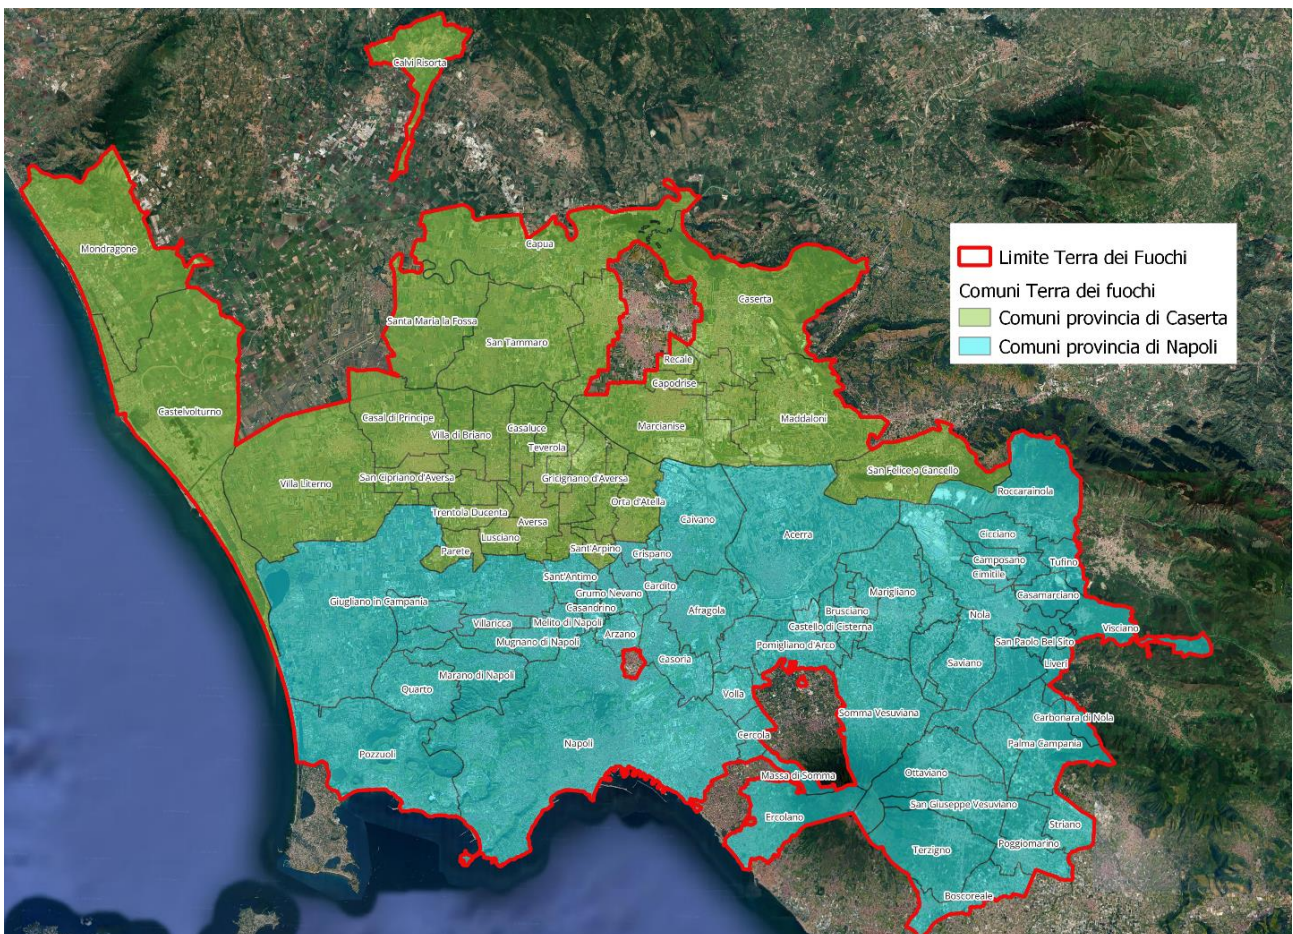 Calvi Risorta
Mondragone
Capua
Limite Terra dei Fuochi
Comuni Terra dei fuochi
Comuni provincia di Caserta
Comuni provincia di Napoli
Caserta
Santa Maria la Fossa
San Tammaro
Recale
Capodrise
Castelvolturno
Casal di Principe
Villa di Briano
Casaluce
Marcianise
Maddaloni
Teverola
Villa Literno
San Cipriano d'Aversa
Gricignano d'Aversa
San Felice a Cancello
Roccarainola
Orta d'Atella
Trentola Ducenta
Aversa
Caivano
Acerra
Cicciano
Lusciano
Parete
Sant'Arpino
Crispano
Camposano
Tufino
Cimitile
Sant'Antimo
Cardito
Grumo Nevano
Marigliano
Casamarciano
Giugliano in Campania
Casandrino
Afragola
Brusciano
Nola
Villaricca
Melito di Napoli
Castello di Cisterna
Visciano
Arzano
Mugnano di Napoli
Pomigliano d'Arco
San Paolo Bel Sito
Casoria
Saviano
Liveri
Marano di Napoli
Quarto
Volla
Somma Vesuviana
Carbonara di Nola
Cercola
Napoli
Palma Campania
Pozzuoli
Massa di Somma
Ottaviano
San Giuseppe Vesuviano
Ercolano
Striano
Poggiomarino
Terzigno
Boscoreale